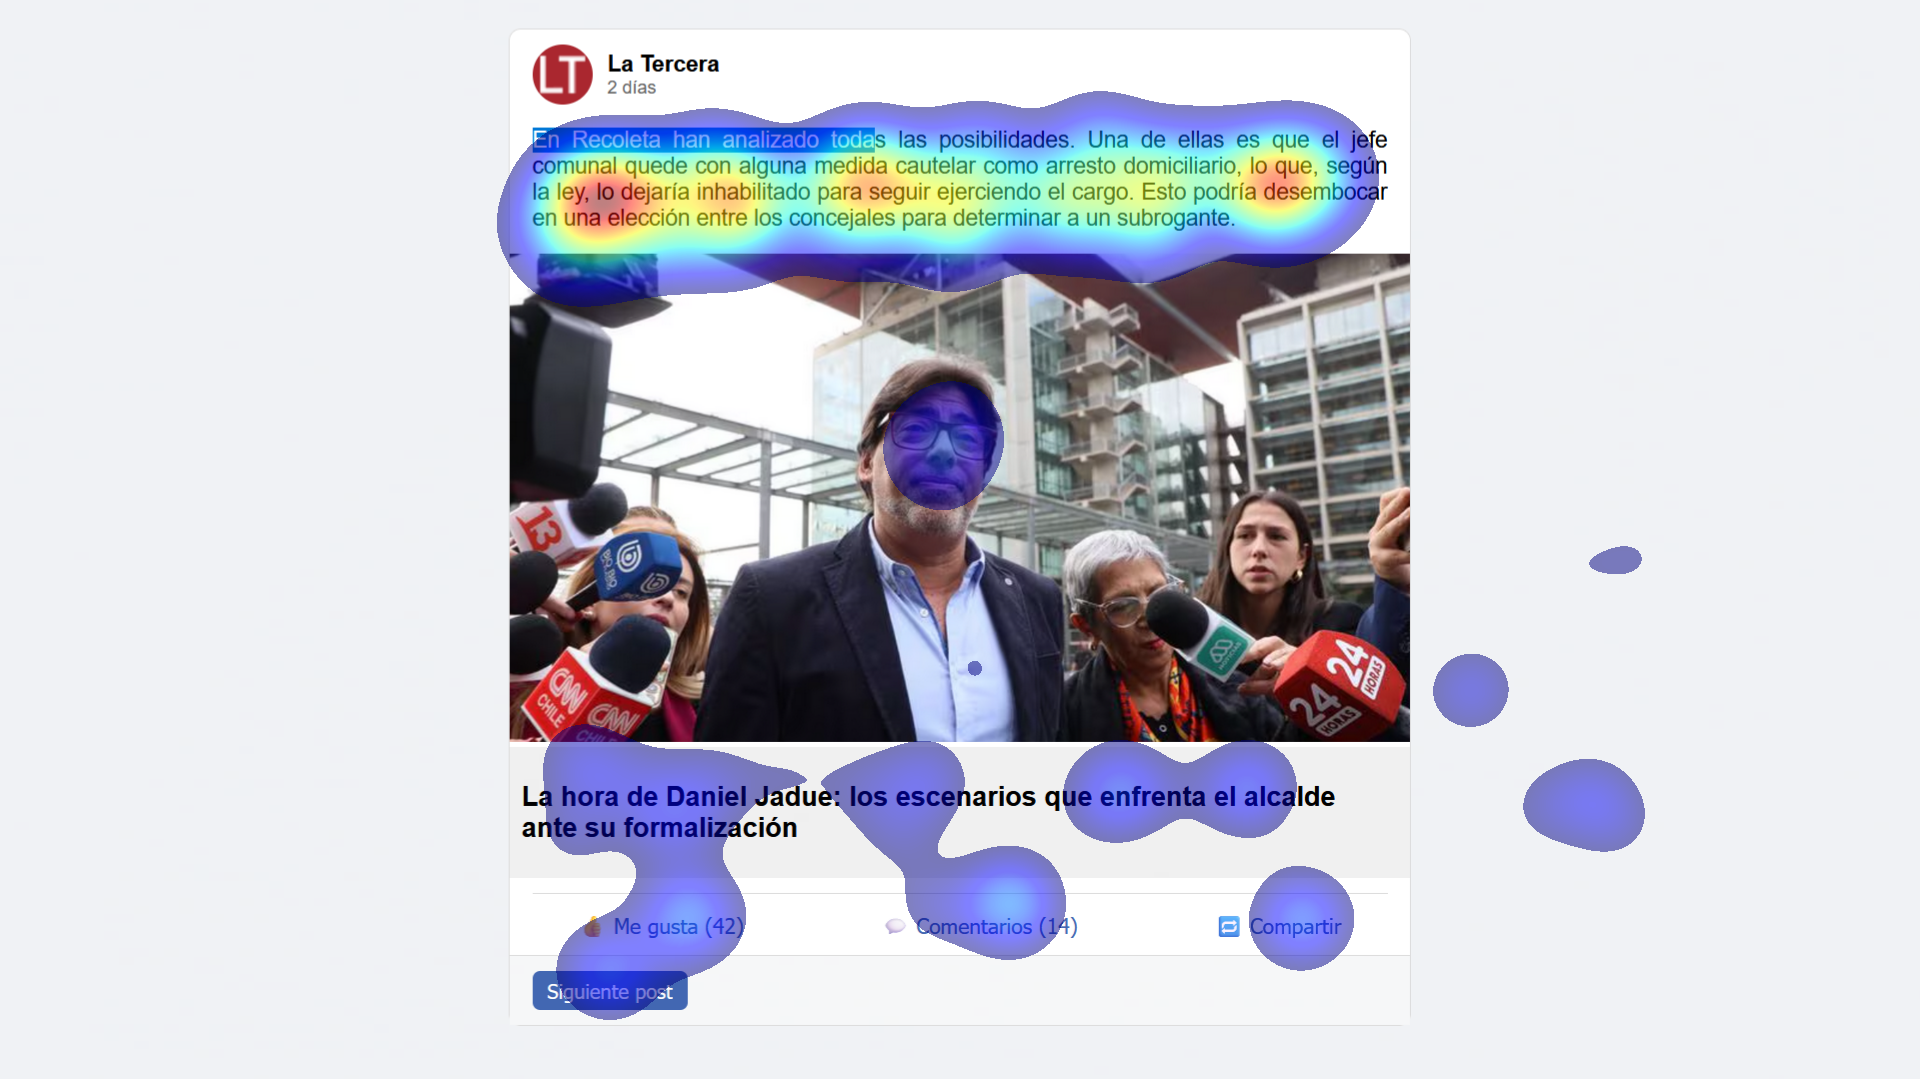 LT
La Tercera
2 días
En Recoleta han analizado todas las posibilidades. Una de ellas es que el jefe
comunal quede con alguna medida cautelar como arresto domiciliario, lo que, según
la ley, lo dejaría inhabilitado para seguir ejerciendo el cargo. Esto podría desembocar
en una elección entre los concejales para determinar a un subrogante.
13
BIO BIO
CNN
CHILE
CNN
CHILE
24
HORAS
24
HORAS
La hora de Daniel Jadue: los escenarios que enfrenta el alcalde
ante su formalización
Me gusta (42)
Comentarios (14)
Compartir
Siguiente post